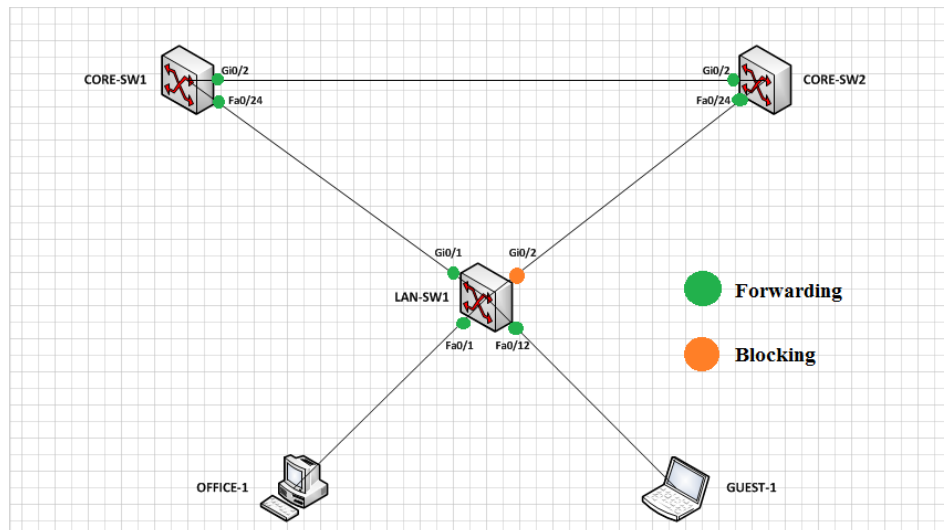 CORE-SW1
Gi0/2
Gi0/2
CORE-SW2
Fa0/24
Fa0/24
Gi0/1
Gi0/2
LAN-SW1
Forwarding
Fa0/1
Fa0/12
Blocking
OFFICE-1
GUEST-1